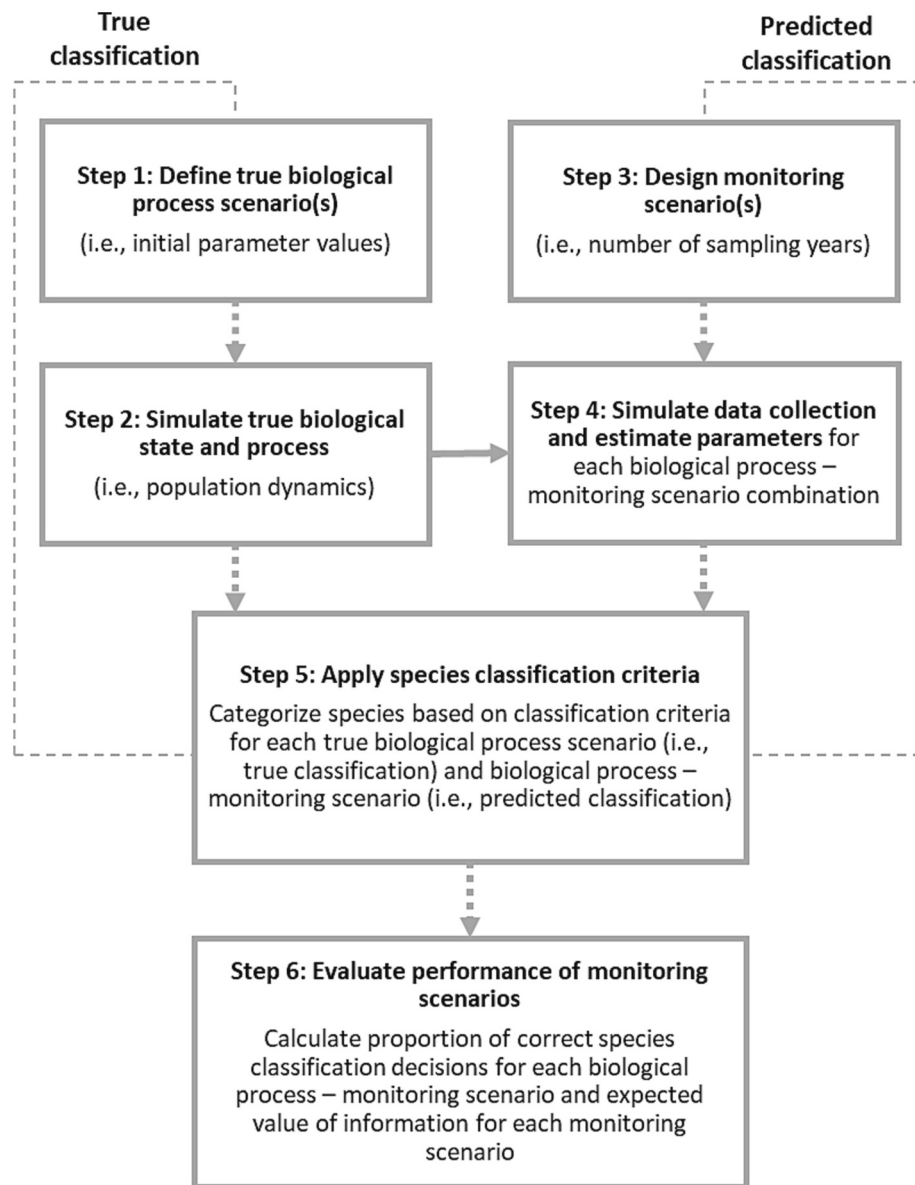 True
classification
Predicted
classification
Step 1: Define true biological
process scenario(s)
(i.e., initial parameter values)
Step 3: Design monitoring
scenario(s)
(i.e., number of sampling years)
Step 2: Simulate true biological
state and process
(i.e., population dynamics)
Step 4: Simulate data collection
and estimate parameters for
each biological process –
monitoring scenario combination
Step 5: Apply species classification criteria
Categorize species based on classification criteria
for each true biological process scenario (i.e.,
true classification) and biological process –
monitoring scenario (i.e., predicted classification)
Step 6: Evaluate performance of monitoring
scenarios
Calculate proportion of correct species
classification decisions for each biological
process – monitoring scenario and expected
value of information for each monitoring
scenario